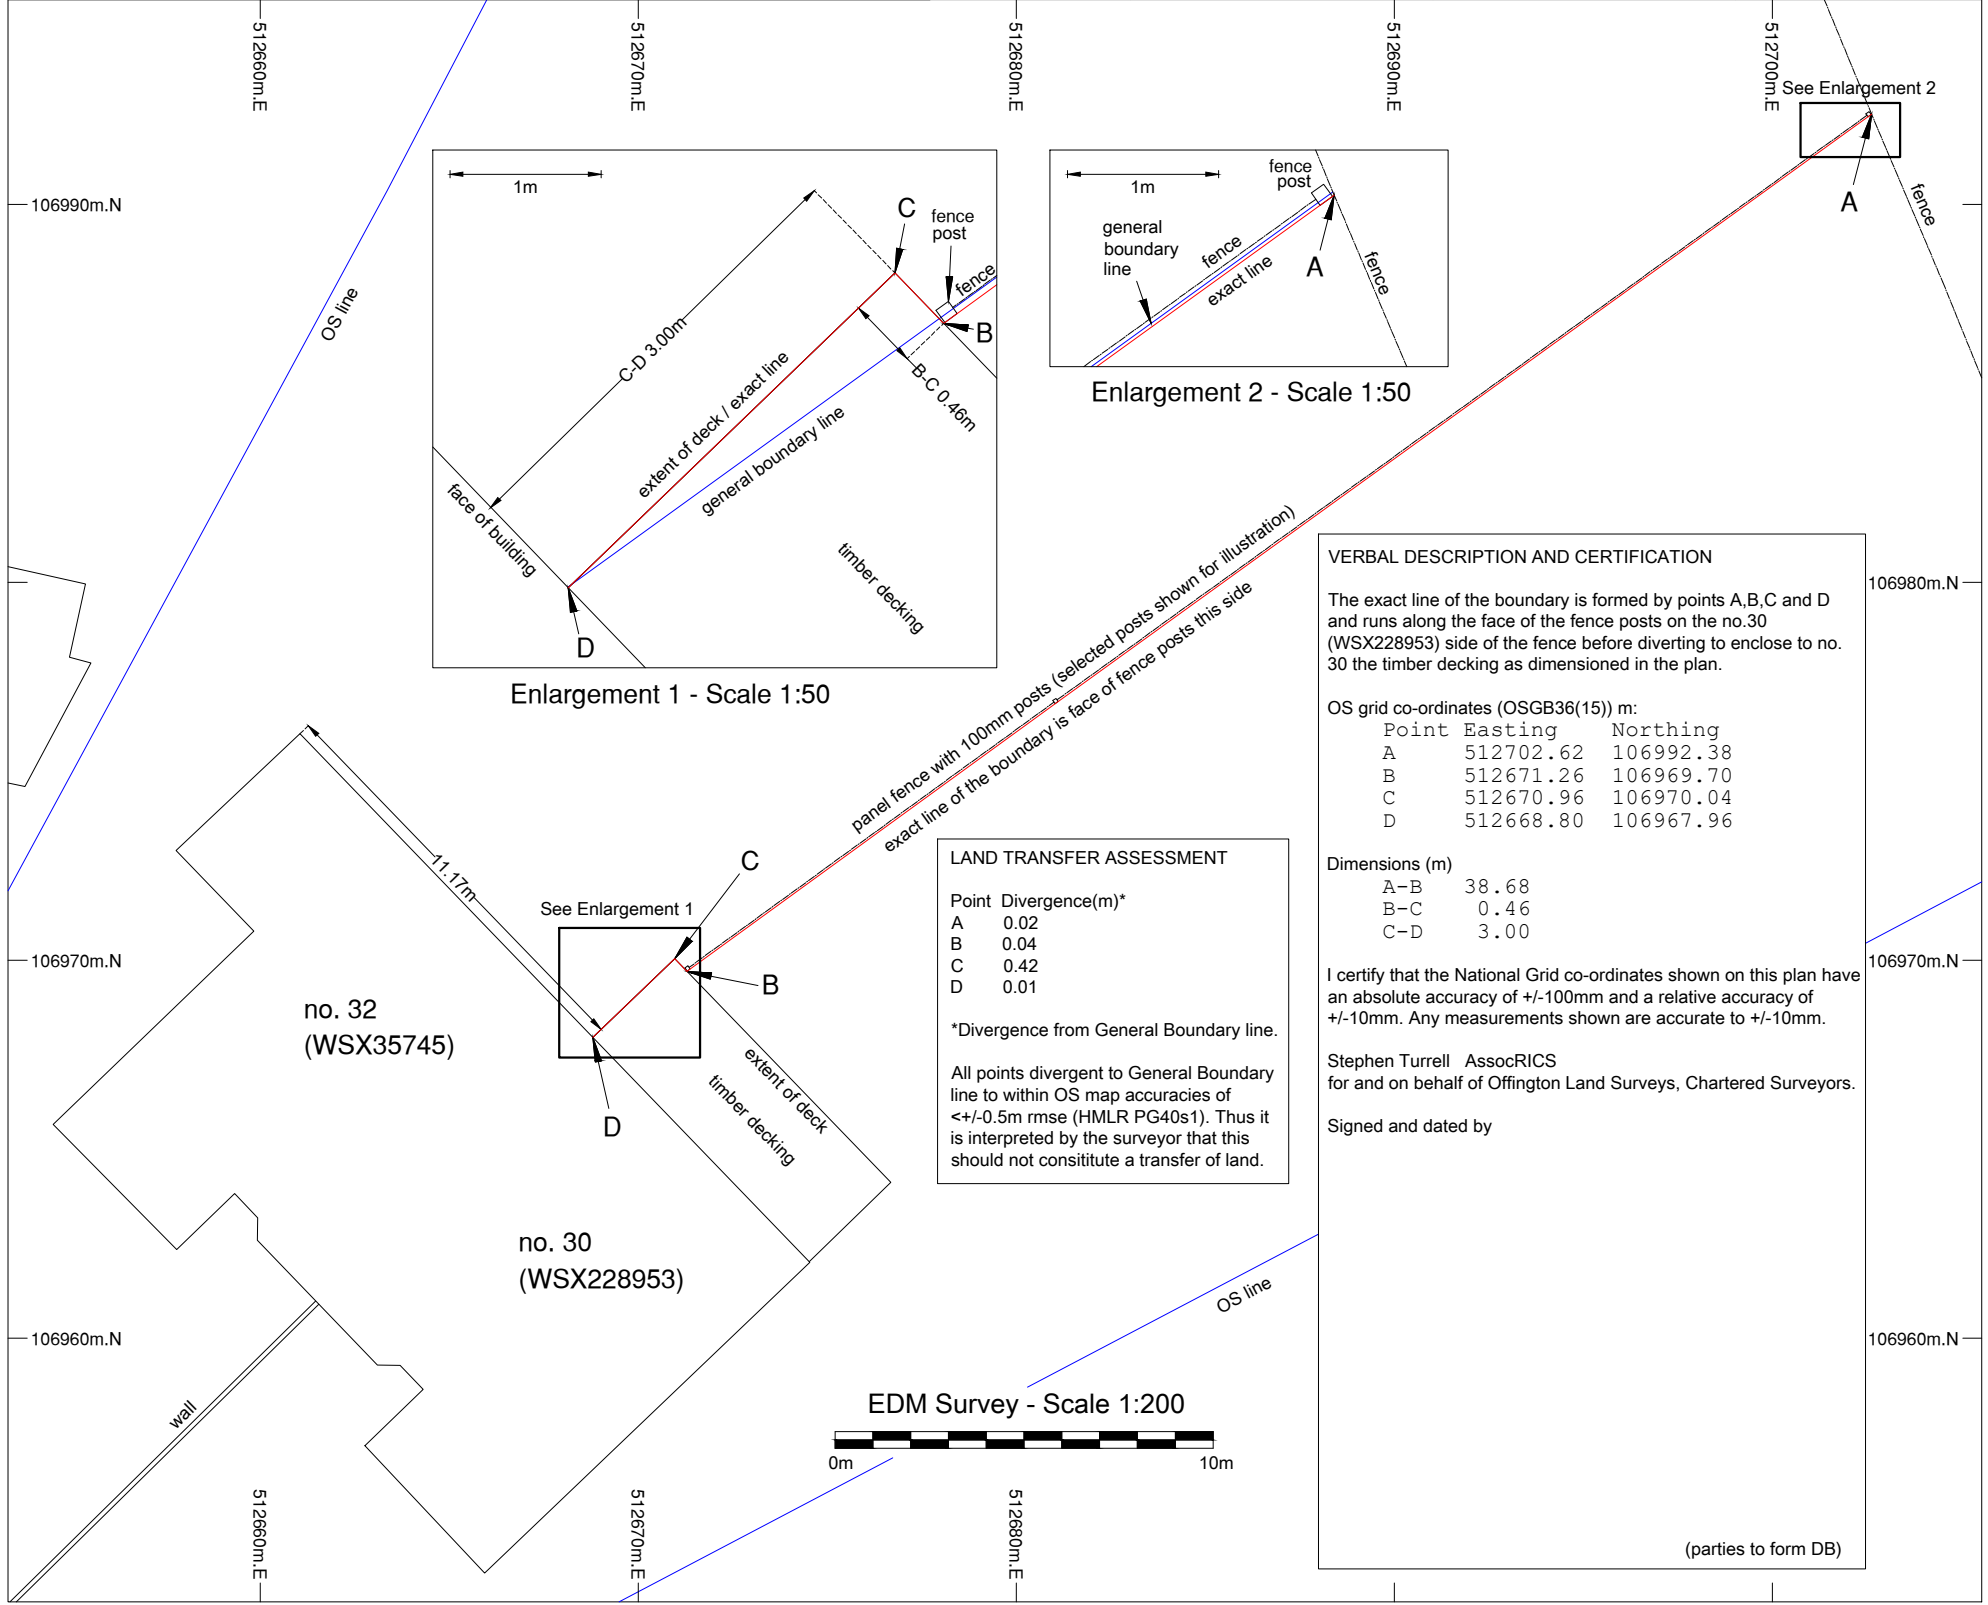 512660m.E
512670m.E
512680m.E
512690m.E
512700m.E
See Enlargement 2
A
fence
106990m.N
OS line
1m
C
fence
post
fence
B
C-D 3.00m
B-C 0.46m
extent of deck / exact line
general boundary line
face of building
timber decking
D
Enlargement 1 - Scale 1:50
1m
fence
post
general
boundary
line
fence
exact line
A
fence
Enlargement 2 - Scale 1:50
panel fence with 100mm posts (selected posts shown for illustration)
exact line of the boundary is face of fence posts this side
VERBAL DESCRIPTION AND CERTIFICATION
The exact line of the boundary is formed by points A,B,C and D
and runs along the face of the fence posts on the no.30
(WSX228953) side of the fence before diverting to enclose to no.
30 the timber decking as dimensioned in the plan.
OS grid co-ordinates (OSGB36(15)) m:
Point Easting Northing
A 512702.62 106992.38
B 512671.26 106969.70
C 512670.96 106970.04
D 512668.80 106967.96
Dimensions (m)
A-B 38.68
B-C 0.46
C-D 3.00
I certify that the National Grid co-ordinates shown on this plan have
an absolute accuracy of +/-100mm and a relative accuracy of
+/-10mm. Any measurements shown are accurate to +/-10mm.
Stephen Turrell AssocRICS
for and on behalf of Offington Land Surveys, Chartered Surveyors.
Signed and dated by
(parties to form DB)
106980m.N
106970m.N
106960m.N
LAND TRANSFER ASSESSMENT
Point Divergence(m)*
A 0.02
B 0.04
C 0.42
D 0.01
*Divergence from General Boundary line.
All points divergent to General Boundary
line to within OS map accuracies of
<+/-0.5m rmse (HMLR PG40s1). Thus it
is interpreted by the surveyor that this
should not consititute a transfer of land.
11.17m
See Enlargement 1
C
B
D
106970m.N
no. 32
(WSX35745)
extent of deck
timber decking
no. 30
(WSX228953)
OS line
106960m.N
wall
EDM Survey - Scale 1:200
0m 10m
512660m.E
512670m.E
512680m.E